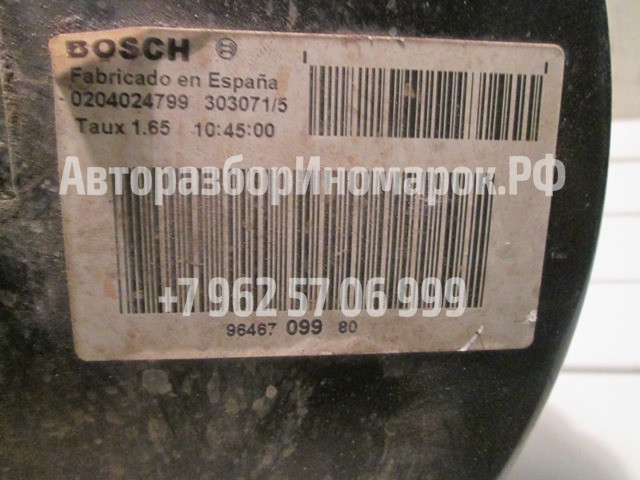 BOSCH
Fabricado en España
0204024799 303071/5
Taux 1.65 10:45:00
АвторазборИномарок.РФ
+7 962 57 06 999
96467 099 80